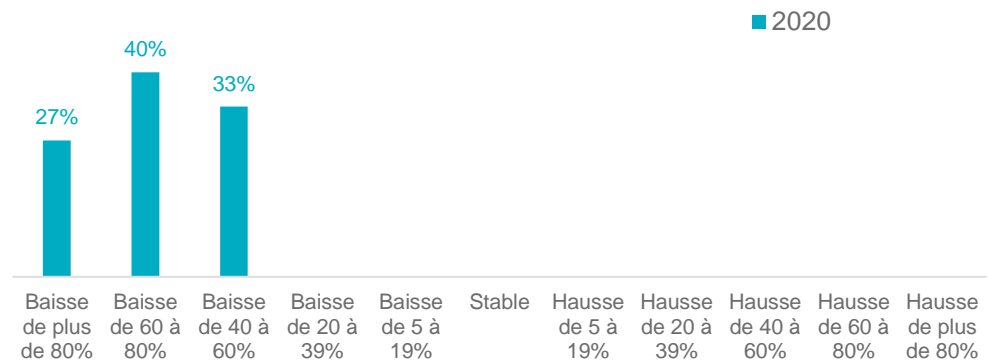 2020
40%
33%
27%
Baisse
de plus
de 80%
Baisse
de 60 à
80%
Baisse
de 40 à
60%
Baisse
de 20 à
39%
Baisse
de 5 à
19%
Stable
Hausse
de 5 à
19%
Hausse
de 20 à
39%
Hausse
de 40 à
60%
Hausse
de 60 à
80%
Hausse
de plus
de 80%